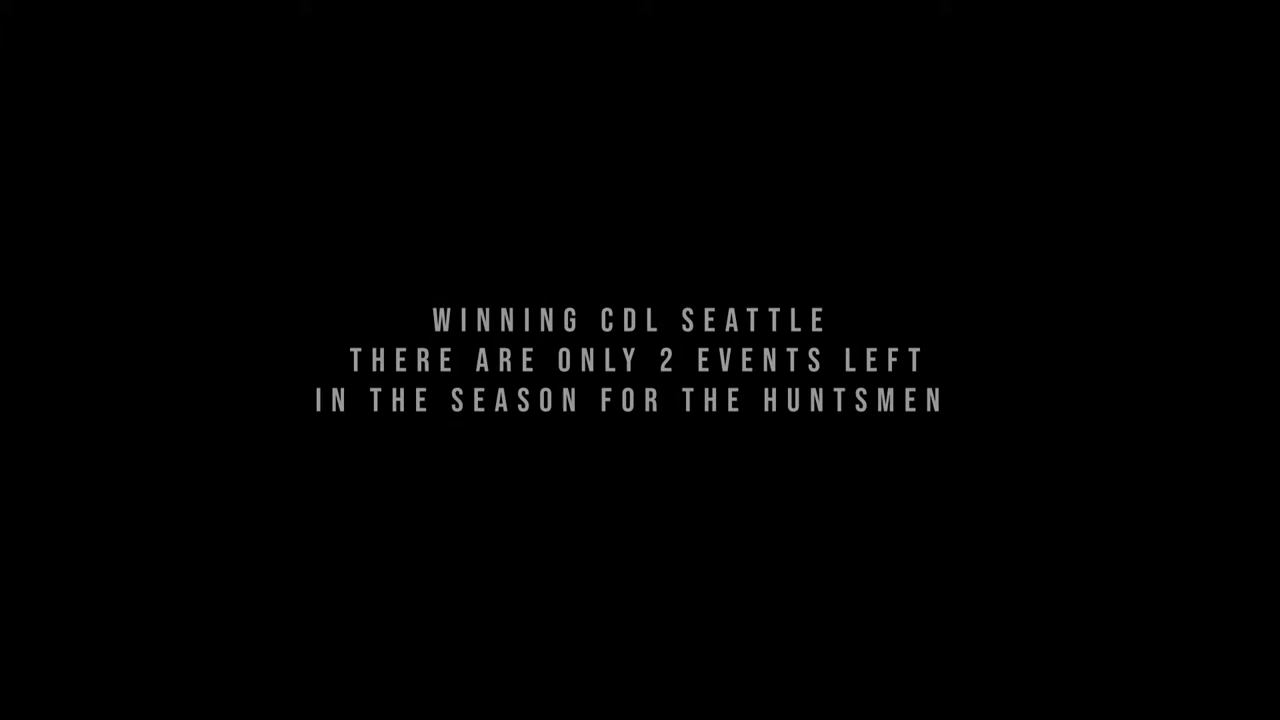 WINNING CDL SEATTLE
THERE ARE ONLY 2 EVENTS LEFT
IN THE SEASON FOR THE HUNTSMEN